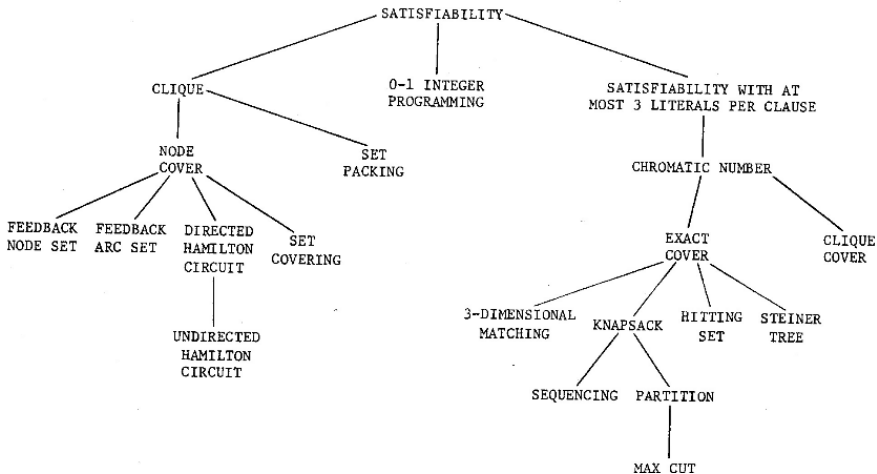 SATISFIABILITY
CLIQUE
0-1 INTEGER
PROGRAMMING
SATISFIABILITY WITH AT
MOST 3 LITERALS PER CLAUSE
NODE
COVER
SET
PACKING
CHROMATIC NUMBER
FEEDBACK
NODE SET
FEEDBACK
ARC SET
DIRECTED
HAMILTON
CIRCUIT
SET
COVERING
EXACT
COVER
CLIQUE
COVER
3-DIMENSIONAL
MATCHING
KNAPSACK
HITTING
SET
STEINER
TREE
UNDIRECTED
HAMILTON
CIRCUIT
SEQUENCING
PARTITION
MAX CUT